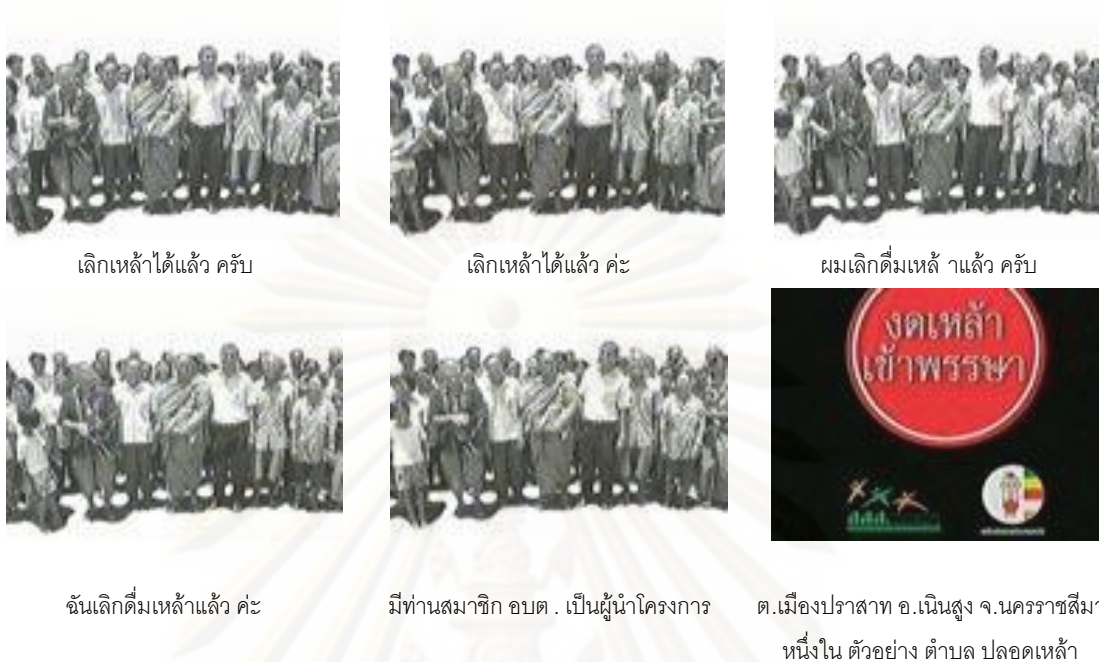 เลิกเหล้าได้แล้ว ครับ
เลิกเหล้าได้แล้ว ค่ะ
ผมเลิกดื่มเหล้ าแล้ว ครับ
งดเหล้า
เข้าพรรษา
ฉันเลิกดื่มเหล้าแล้ว ค่ะ
มีท่านสมาชิก อบต . เป็นผู้นำโครงการ
ต.เมืองปราสาท อ.เนินสูง จ.นครราชสีมา
หนึ่งใน ตัวอย่าง ตำบล ปลอดเหล้า